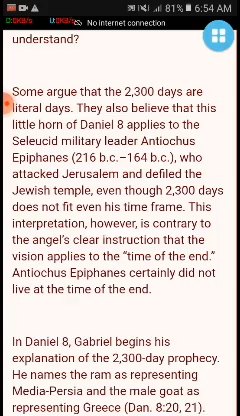 81% 6:54 AM
No internet connection
understand?
Some argue that the 2,300 days are
literal days. They also believe that this
little horn of Daniel 8 applies to the
Seleucid military leader Antiochus
Epiphanes (216 b.c.–164 b.c.), who
attacked Jerusalem and defiled the
Jewish temple, even though 2,300 days
does not fit even his time frame. This
interpretation, however, is contrary to
the angel’s clear instruction that the
vision applies to the “time of the end.”
Antiochus Epiphanes certainly did not
live at the time of the end.
In Daniel 8, Gabriel begins his
explanation of the 2,300-day prophecy.
He names the ram as representing
Media-Persia and the male goat as
representing Greece (Dan. 8:20, 21).